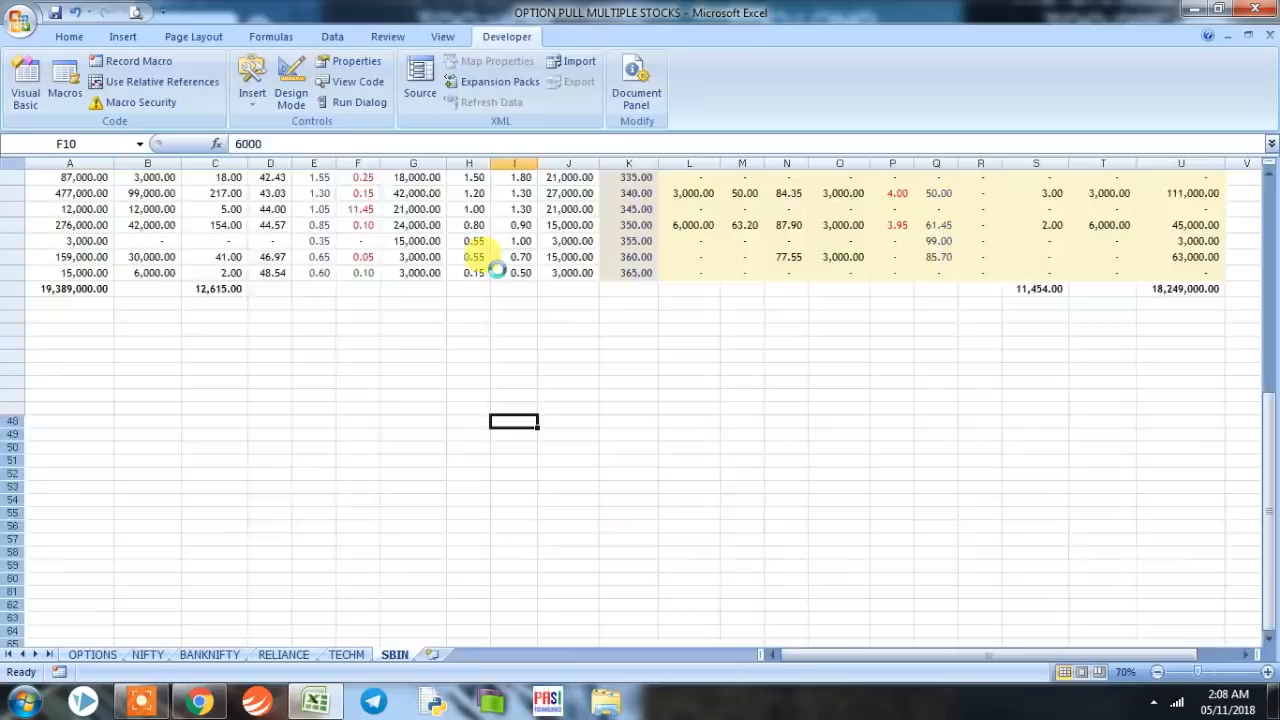 OPTION PULL MULTIPLE STOCKS - Microsoft Excel
Home Insert Page Layout Formulas Data Review View Developer
Visual Basic
Macros
Record Macro
Use Relative References
Macro Security
Code
Insert
Design Mode
Properties
View Code
Run Dialog
Controls
Source
Map Properties
Expansion Packs
Refresh Data
Import
Export
XML
Document Panel
Modify
F10 fx 6000
A B C D E F G H I J K L M N O P Q R S T U V
87,000.00 3,000.00 18.00 42.43 1.55 0.25 18,000.00 1.50 1.80 21,000.00 335.00 - - - - - - - - - -
477,000.00 99,000.00 217.00 43.03 1.30 0.15 42,000.00 1.20 1.30 27,000.00 340.00 3,000.00 50.00 84.35 3,000.00 4.00 50.00 - 3.00 3,000.00 111,000.00
12,000.00 12,000.00 5.00 44.00 1.05 11.45 21,000.00 1.00 1.30 21,000.00 345.00 - - - - - - - - - -
276,000.00 42,000.00 154.00 44.57 0.85 0.10 24,000.00 0.80 0.90 15,000.00 350.00 6,000.00 63.20 87.90 3,000.00 3.95 61.45 - 2.00 6,000.00 45,000.00
3,000.00 - - - 0.35 - 15,000.00 0.55 1.00 3,000.00 355.00 - - - - - 99.00 - - - 3,000.00
159,000.00 30,000.00 41.00 46.97 0.65 0.05 3,000.00 0.55 0.70 15,000.00 360.00 - - 77.55 3,000.00 - 85.70 - - - 63,000.00
15,000.00 6,000.00 2.00 48.54 0.60 0.10 3,000.00 0.15 0.50 3,000.00 365.00 - - - - - - - - - -
19,389,000.00 12,615.00 11,454.00 18,249,000.00
48
49
50
51
52
53
54
55
56
57
58
59
60
61
62
63
64
65
OPTIONS NIFTY BANKNIFTY RELIANCE TECHM SBIN
Ready 70%
PASI TECHNOLOGIES
2:08 AM
05/11/2018